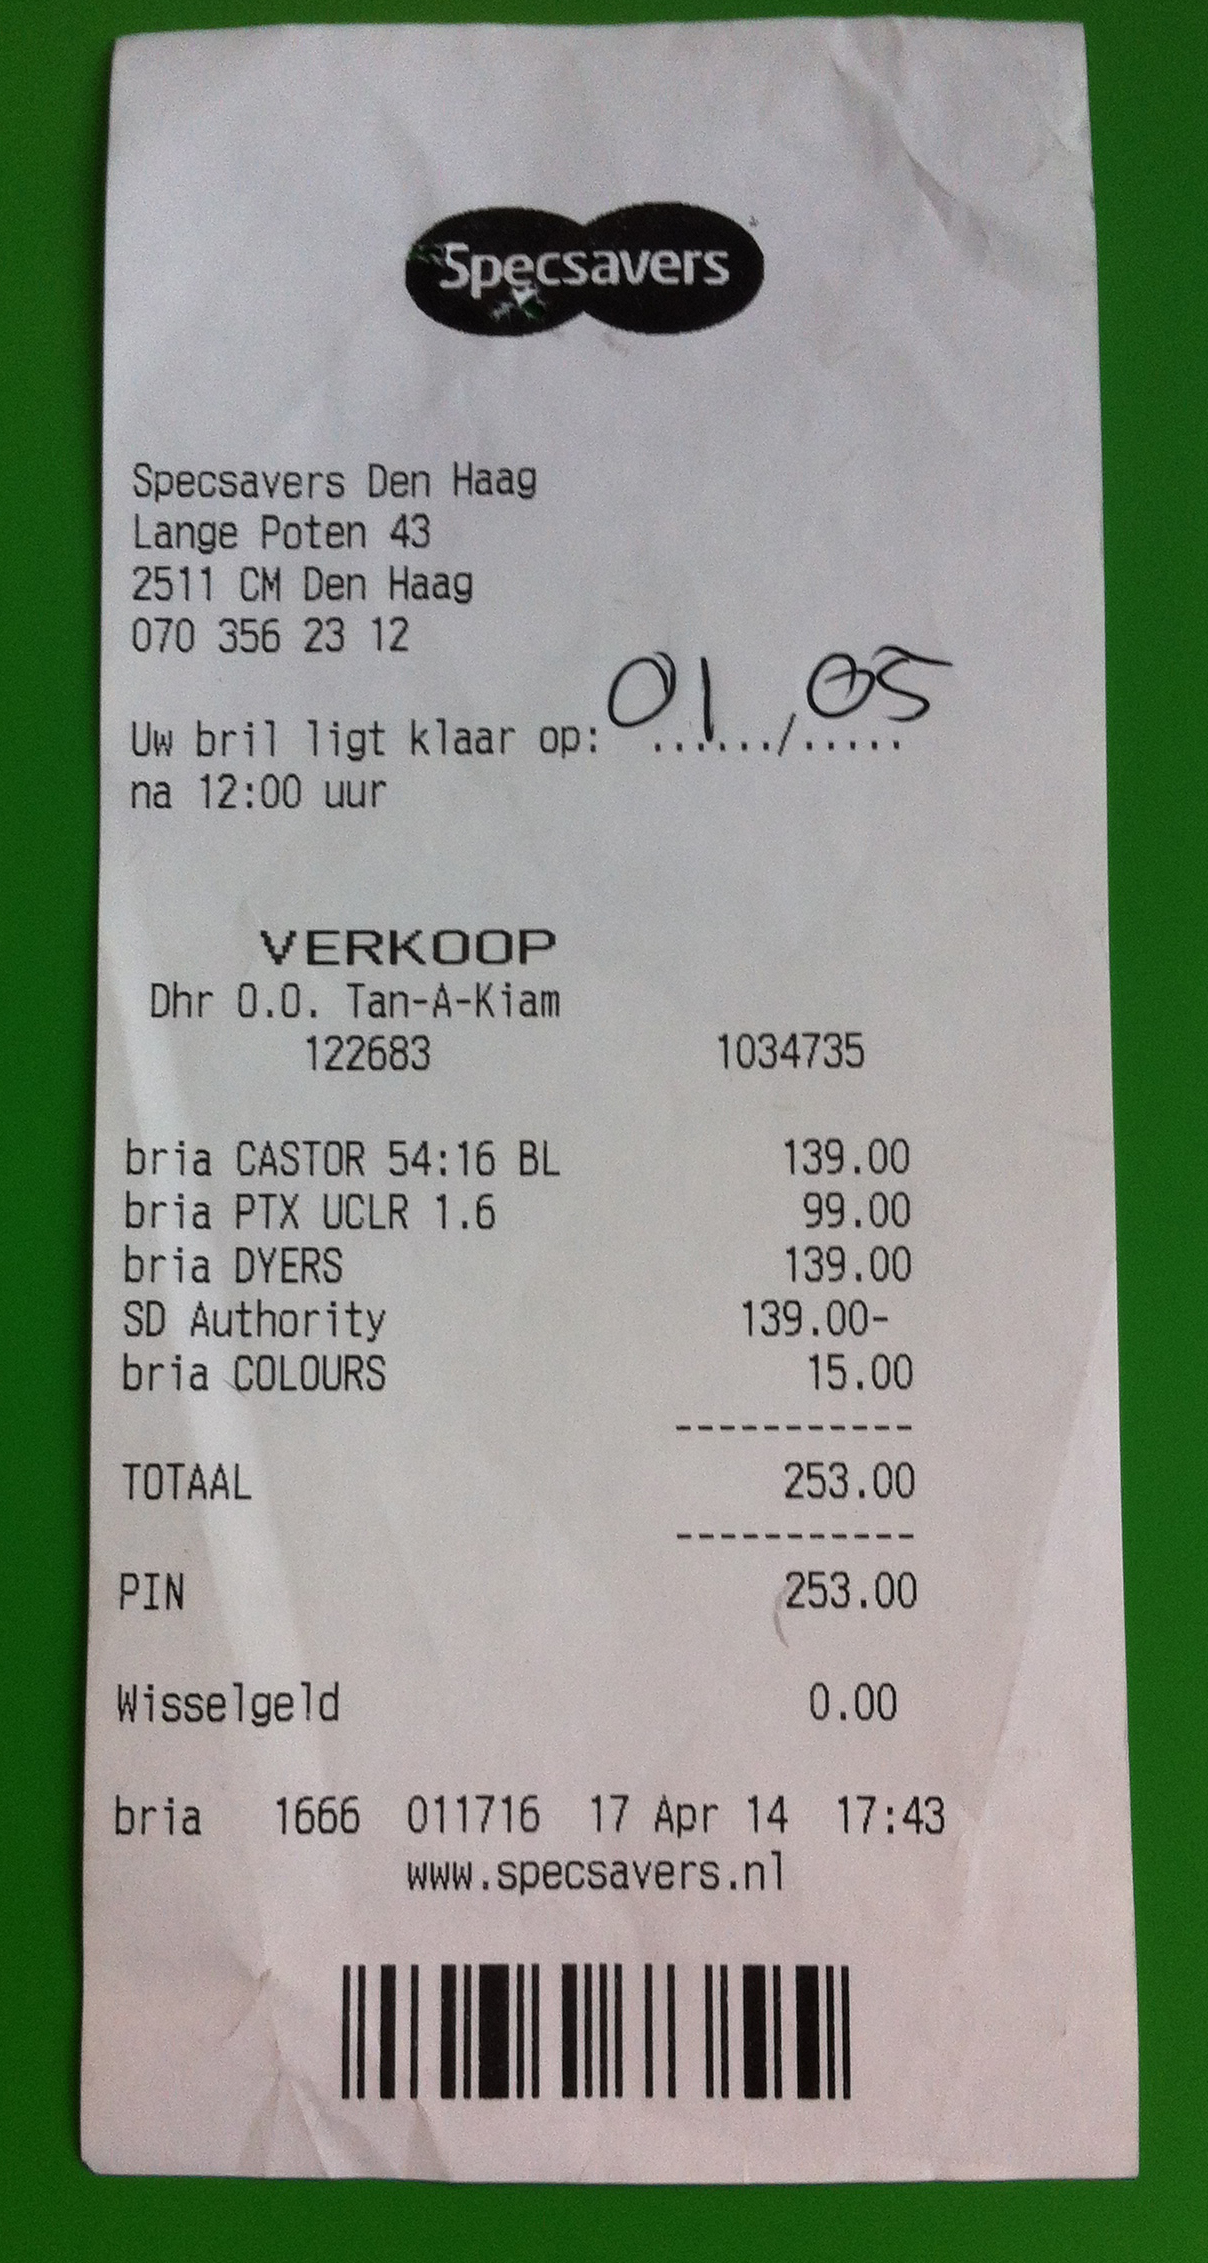 Specsavers
Specsavers Den Haag
Lange Poten 43
2511 CM Den Haag
070 356 23 12
Uw bril ligt klaar op: 01 / 05
na 12:00 uur
VERKOOP
Dhr O.O. Tan-A-Kiam
122683 1034735
bria CASTOR 54:16 BL 139.00
bria PTX UCLR 1.6 99.00
bria DYERS 139.00
SD Authority 139.00-
bria COLOURS 15.00
-----------
TOTAAL 253.00
-----------
PIN 253.00
Wisselgeld 0.00
bria 1666 011716 17 Apr 14 17:43
www.specsavers.nl